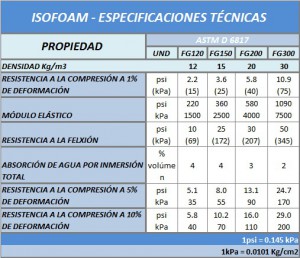 ISOFOAM - ESPECIFICACIONES TÉCNICAS
PROPIEDAD
ASTM D 6817
UND FG120 FG150 FG200 FG300
DENSIDAD Kg/m3 12 15 20 30
RESISTENCIA A LA COMPRESIÓN A 1% DE DEFORMACIÓN
psi 2.2 3.6 5.8 10.9
(kPa) (15) (25) (40) (75)
MÓDULO ELÁSTICO
psi 220 360 580 1090
kPa 1500 2500 4000 7500
RESISTENCIA A LA FELXIÓN
psi 10 25 30 50
(kPa) (69) (172) (207) (345)
ABSORCIÓN DE AGUA POR INMERSIÓN TOTAL
% volúmen 4 4 3 2
RESISTENCIA A LA COMPRESIÓN A 5% DE DEFORMACIÓN
psi 5.1 8.0 13.1 24.7
kPa 35 55 90 170
RESISTENCIA A LA COMPRESIÓN A 10% DE DEFORMACIÓN
psi 5.8 10.2 16.0 29.0
kPa 40 70 110 200
1psi = 0.145 kPa
1kPa = 0.0101 Kg/cm2